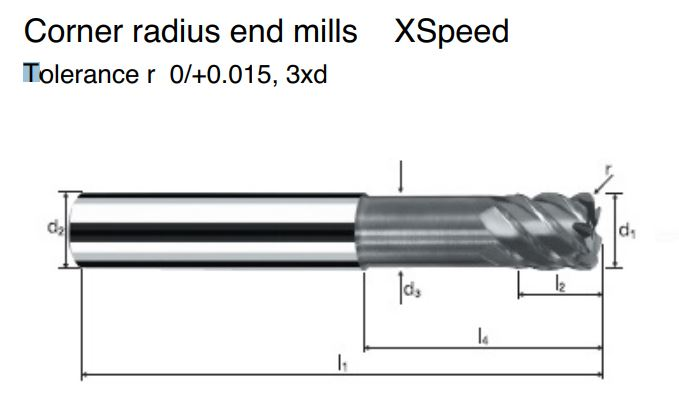 Corner radius end mills XSpeed
Tolerance r 0/+0.015, 3xd
r
d₂
d₁
d₃
l₂
l₄
l₁